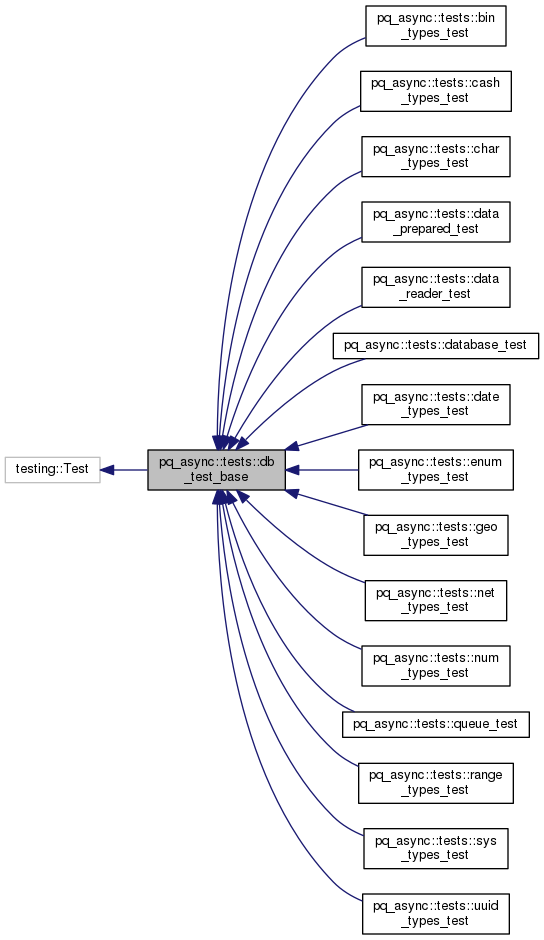 pq_async::tests::bin
_types_test
pq_async::tests::cash
_types_test
pq_async::tests::char
_types_test
pq_async::tests::data
_prepared_test
pq_async::tests::data
_reader_test
pq_async::tests::database_test
pq_async::tests::date
_types_test
testing::Test
pq_async::tests::db
_test_base
pq_async::tests::enum
_types_test
pq_async::tests::geo
_types_test
pq_async::tests::net
_types_test
pq_async::tests::num
_types_test
pq_async::tests::queue_test
pq_async::tests::range
_types_test
pq_async::tests::sys
_types_test
pq_async::tests::uuid
_types_test